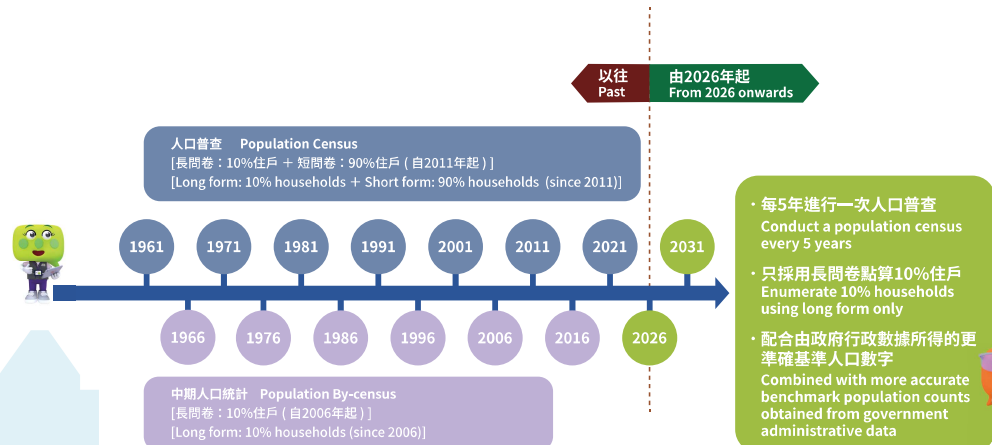 以往
Past
由2026年起
From 2026 onwards
人口普查 Population Census
[長問卷：10%住戶 ＋ 短問卷：90%住戶 ( 自2011年起 ) ]
[Long form: 10% households ＋ Short form: 90% households (since 2011)]
1961 1971 1981 1991 2001 2011 2021 2031
1966 1976 1986 1996 2006 2016 2026
中期人口統計 Population By-census
[長問卷：10%住戶 ( 自2006年起 ) ]
[Long form: 10% households (since 2006)]
· 每5年進行一次人口普查
Conduct a population census
every 5 years
· 只採用長問卷點算10%住戶
Enumerate 10% households
using long form only
· 配合由政府行政數據所得的更
準確基準人口數字
Combined with more accurate
benchmark population counts
obtained from government
administrative data